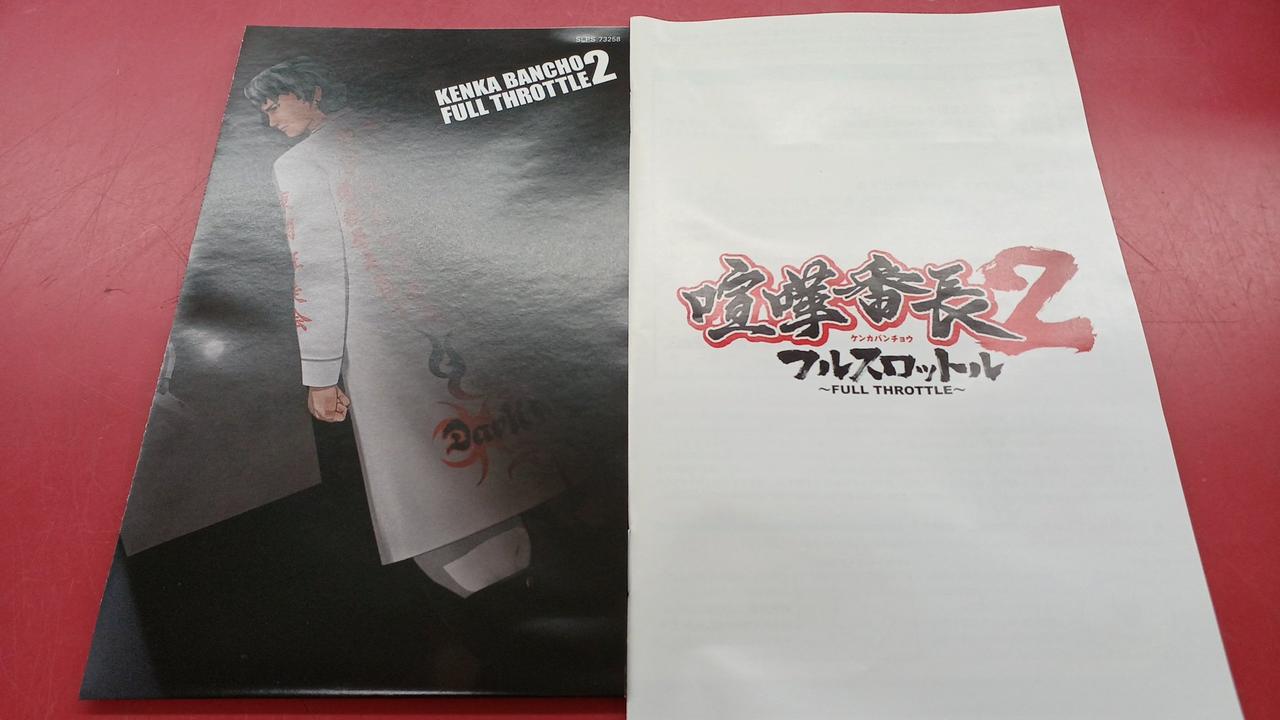 SLPS 73258
KENKA BANCHO 2
FULL THROTTLE
喧嘩番長2
ケンカバンチョウ
フルスロットル
~FULL THROTTLE~